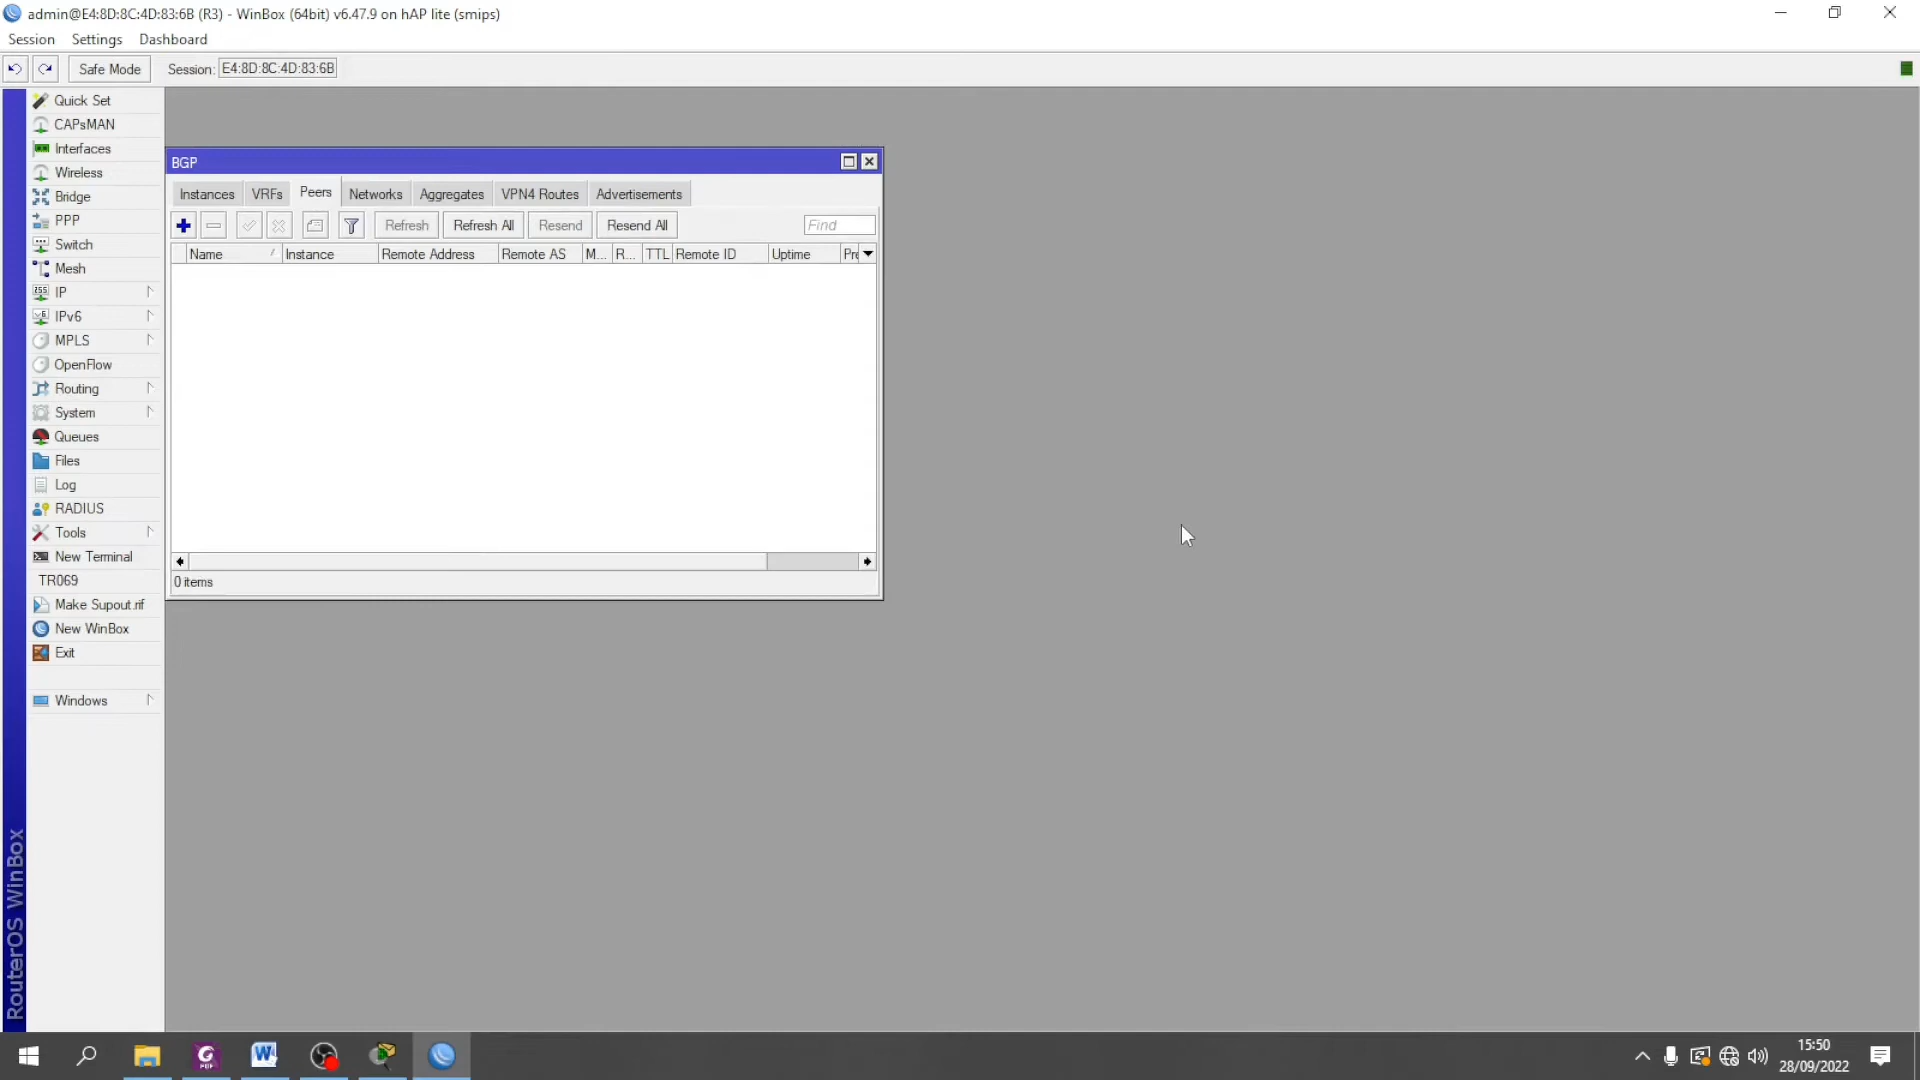 admin@E4:8D:8C:4D:83:6B (R3) - WinBox (64bit) v6.47.9 on hAP lite (smips)
Session Settings Dashboard
Safe Mode Session: E4:8D:8C:4D:83:6B
Quick Set
CAPsMAN
Interfaces
Wireless
Bridge
PPP
Switch
Mesh
IP
IPv6
MPLS
OpenFlow
Routing
System
Queues
Files
Log
RADIUS
Tools
New Terminal
TR069
Make Supout.rif
New WinBox
Exit
Windows
RouterOS WinBox
BGP
Instances VRFs Peers Networks Aggregates VPN4 Routes Advertisements
Refresh Refresh All Resend Resend All Find
Name Instance Remote Address Remote AS M... R... TTL Remote ID Uptime Pre
0 items
15:50
28/09/2022